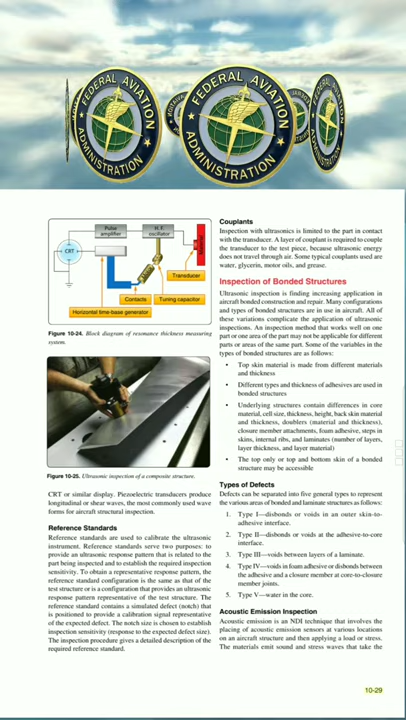 FEDERAL AVIATION
ADMINISTRATION
FEDERAL AVIATION
ADMINISTRATION
Pulse
amplifier
H. F.
oscillator
CRT
Transducer
Contacts
Tuning capacitor
Horizontal time-base generator
Figure 10-24. Block diagram of resonance thickness measuring
system.
Figure 10-25. Ultrasonic inspection of a composite structure.
CRT or similar display. Piezoelectric transducers produce
longitudinal or shear waves, the most commonly used wave
forms for aircraft structural inspection.
Reference Standards
Reference standards are used to calibrate the ultrasonic
instrument. Reference standards serve two purposes: to
provide an ultrasonic response pattern that is related to the
part being inspected and to establish the required inspection
sensitivity. To obtain a representative response pattern, the
reference standard configuration is the same as that of the
test structure or is a configuration that provides an ultrasonic
response pattern representative of the test structure. The
reference standard contains a simulated defect (notch) that
is positioned to provide a calibration signal representative
of the expected defect. The notch size is chosen to establish
inspection sensitivity (response to the expected defect size).
The inspection procedure gives a detailed description of the
required reference standard.
Couplants
Inspection with ultrasonics is limited to the part in contact
with the transducer. A layer of couplant is required to couple
the transducer to the test piece, because ultrasonic energy
does not travel through air. Some typical couplants used are
water, glycerin, motor oils, and grease.
Inspection of Bonded Structures
Ultrasonic inspection is finding increasing application in
aircraft bonded construction and repair. Many configurations
and types of bonded structures are in use in aircraft. All of
these variations complicate the application of ultrasonic
inspections. An inspection method that works well on one
part or one area of the part may not be applicable for different
parts or areas of the same part. Some of the variables in the
types of bonded structures are as follows:
• Top skin material is made from different materials
and thickness
• Different types and thickness of adhesives are used in
bonded structures
• Underlying structures contain differences in core
material, cell size, thickness, height, back skin material
and thickness, doublers (material and thickness),
closure member attachments, foam adhesive, steps in
skins, internal ribs, and laminates (number of layers,
layer thickness, and layer material)
• The top only or top and bottom skin of a bonded
structure may be accessible
Types of Defects
Defects can be separated into five general types to represent
the various areas of bonded and laminate structures as follows:
1. Type I—disbonds or voids in an outer skin-to-
adhesive interface.
2. Type II—disbonds or voids at the adhesive-to-core
interface.
3. Type III—voids between layers of a laminate.
4. Type IV—voids in foam adhesive or disbonds between
the adhesive and a closure member at core-to-closure
member joints.
5. Type V—water in the core.
Acoustic Emission Inspection
Acoustic emission is an NDI technique that involves the
placing of acoustic emission sensors at various locations
on an aircraft structure and then applying a load or stress.
The materials emit sound and stress waves that take the
10-29